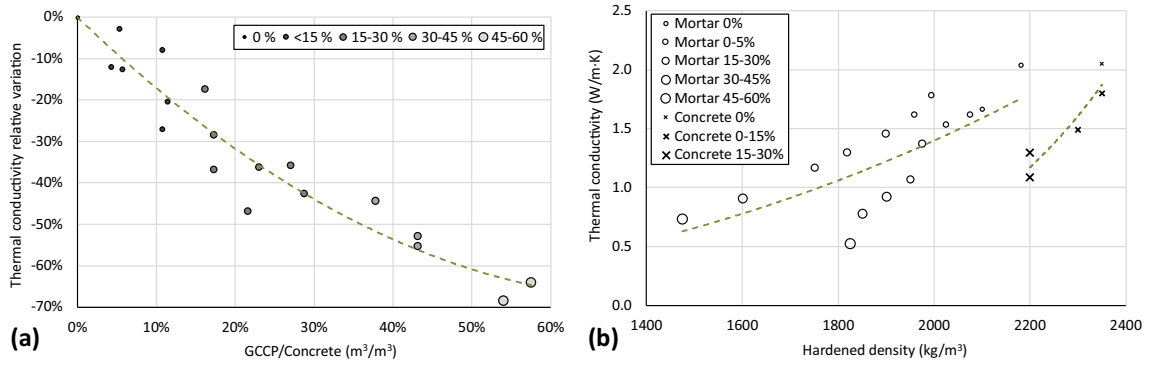 0%
-10%
-20%
-30%
-40%
-50%
-60%
-70%
Thermal conductivity relative variation
0 % <15 % 15-30 % 30-45 % 45-60 %
0% 10% 20% 30% 40% 50% 60%
GCCP/Concrete (m³/m³)
(a)
2.5
2.0
1.5
1.0
0.5
0.0
Thermal conductivity (W/m·K)
Mortar 0%
Mortar 0-5%
Mortar 15-30%
Mortar 30-45%
Mortar 45-60%
Concrete 0%
Concrete 0-15%
Concrete 15-30%
1400 1600 1800 2000 2200 2400
Hardened density (kg/m³)
(b)